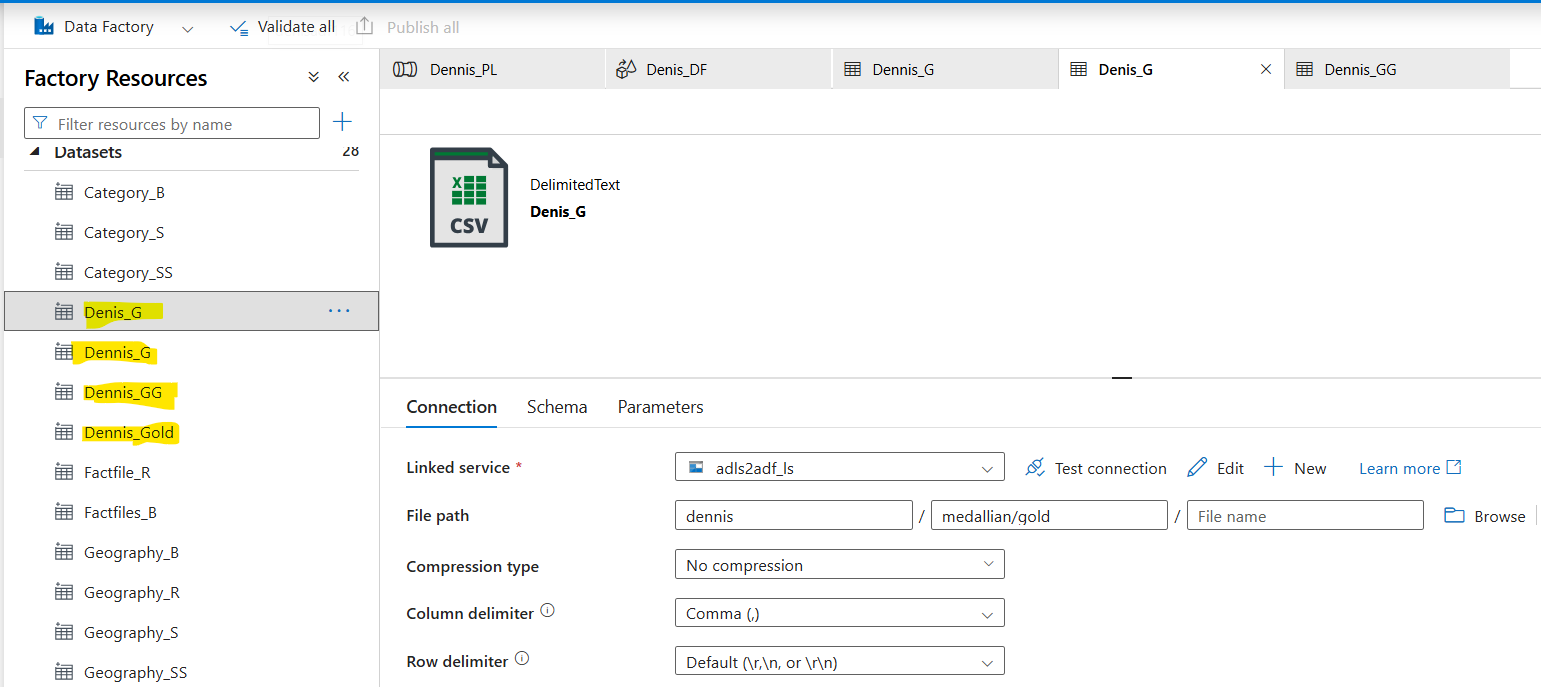 Data Factory
Validate all
Publish all
Factory Resources
Filter resources by name
Datasets 28
Category_B
Category_S
Category_SS
Denis_G
Dennis_G
Dennis_GG
Dennis_Gold
Factfile_R
Factfiles_B
Geography_B
Geography_R
Geography_S
Geography_SS
Dennis_PL
Denis_DF
Dennis_G
Denis_G
Dennis_GG
X
CSV
DelimitedText
Denis_G
Connection Schema Parameters
Linked service * adls2adf_ls Test connection Edit New Learn more
File path dennis / medallian/gold / File name Browse
Compression type No compression
Column delimiter Comma (,)
Row delimiter Default (\r,\n, or \r\n)